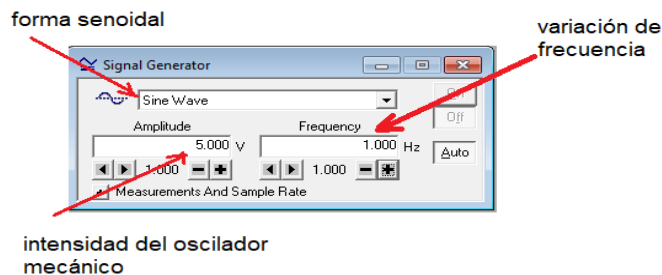 forma senoidal
variación de
frecuencia
Signal Generator
Sine Wave
Off
Amplitude
Frequency
5.000 V
1.000 Hz
Auto
1.000
1.000
Measurements And Sample Rate
intensidad del oscilador
mecánico